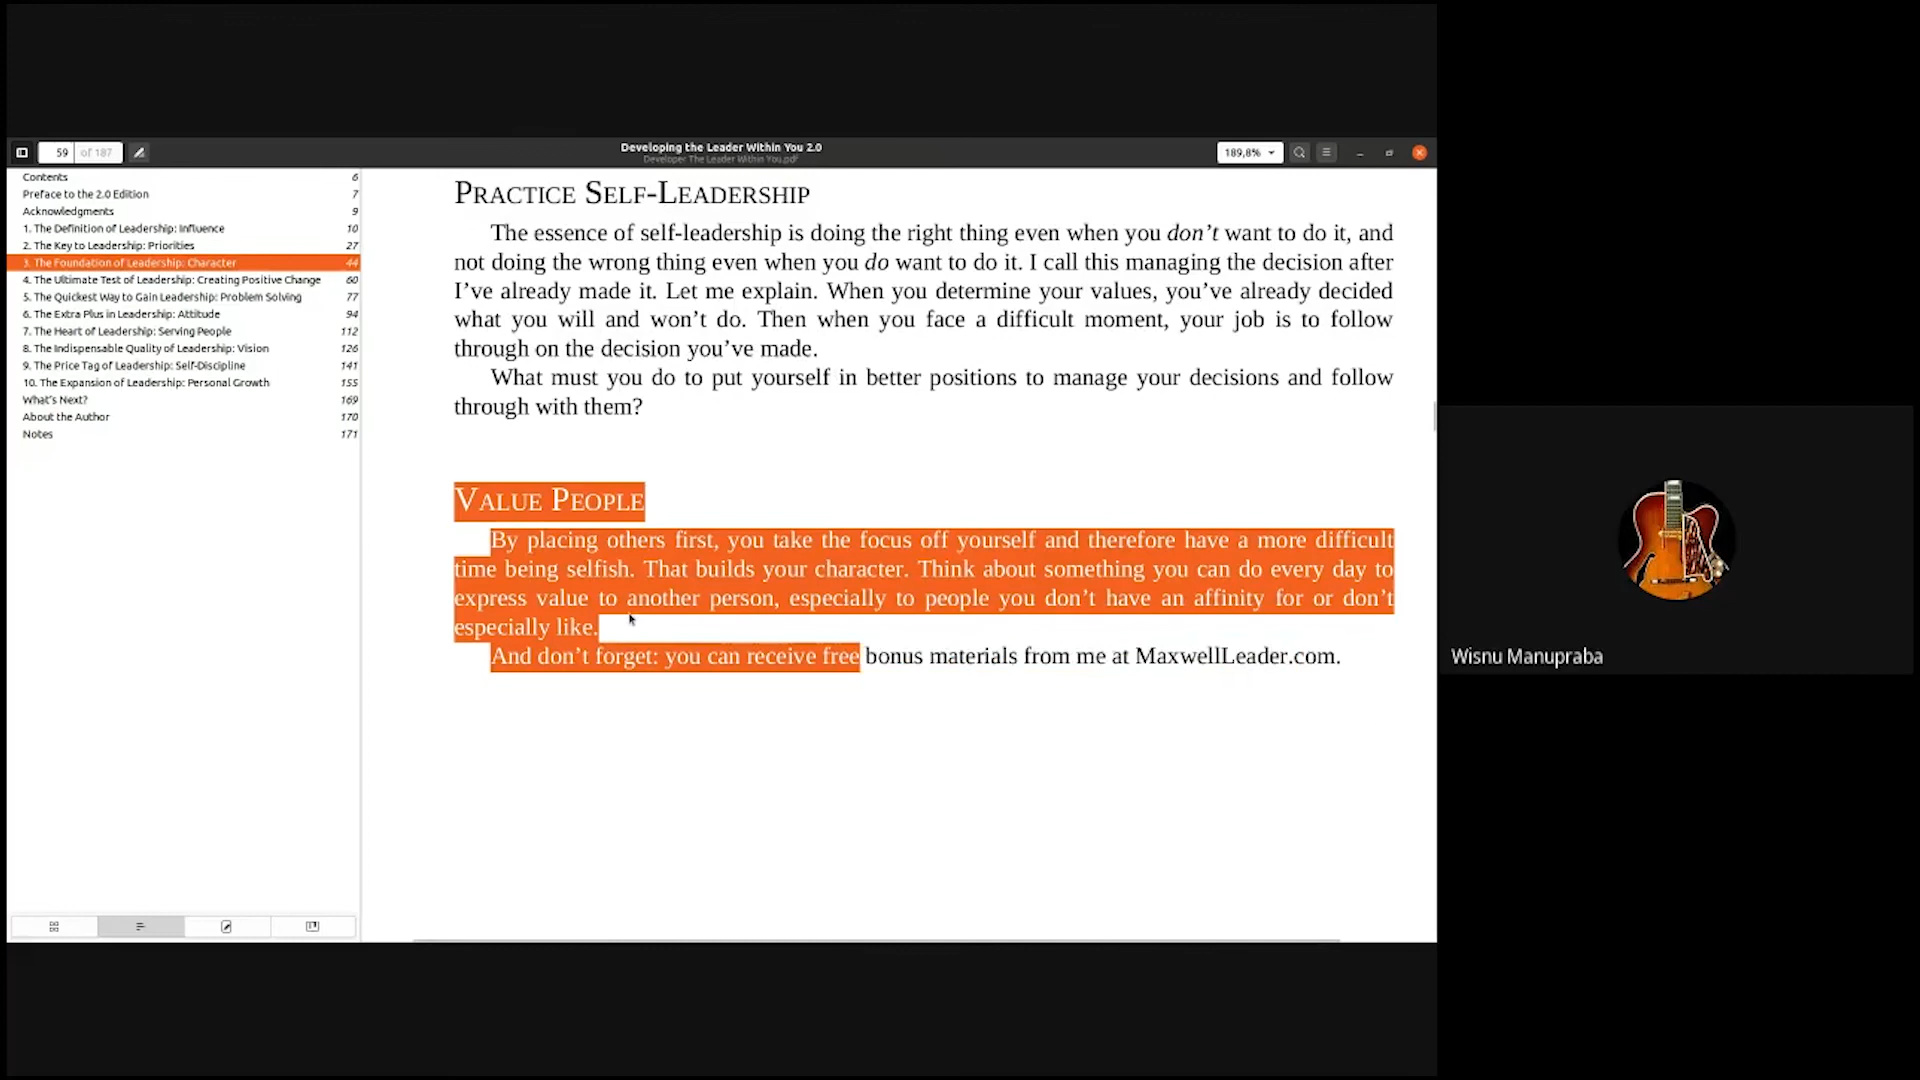 59 of 187
Developing the Leader Within You 2.0
Developer The Leader Within You.pdf
189,8%
Contents 6
Preface to the 2.0 Edition 7
Acknowledgments 9
1. The Definition of Leadership: Influence 10
2. The Key to Leadership: Priorities 27
3. The Foundation of Leadership: Character 44
4. The Ultimate Test of Leadership: Creating Positive Change 60
5. The Quickest Way to Gain Leadership: Problem Solving 77
6. The Extra Plus in Leadership: Attitude 94
7. The Heart of Leadership: Serving People 112
8. The Indispensable Quality of Leadership: Vision 126
9. The Price Tag of Leadership: Self-Discipline 141
10. The Expansion of Leadership: Personal Growth 155
What's Next? 169
About the Author 170
Notes 171
PRACTICE SELF-LEADERSHIP
The essence of self-leadership is doing the right thing even when you don't want to do it, and
not doing the wrong thing even when you do want to do it. I call this managing the decision after
I've already made it. Let me explain. When you determine your values, you've already decided
what you will and won't do. Then when you face a difficult moment, your job is to follow
through on the decision you've made.
What must you do to put yourself in better positions to manage your decisions and follow
through with them?
VALUE PEOPLE
By placing others first, you take the focus off yourself and therefore have a more difficult
time being selfish. That builds your character. Think about something you can do every day to
express value to another person, especially to people you don't have an affinity for or don't
especially like.
And don't forget: you can receive free bonus materials from me at MaxwellLeader.com.
Wisnu Manupraba